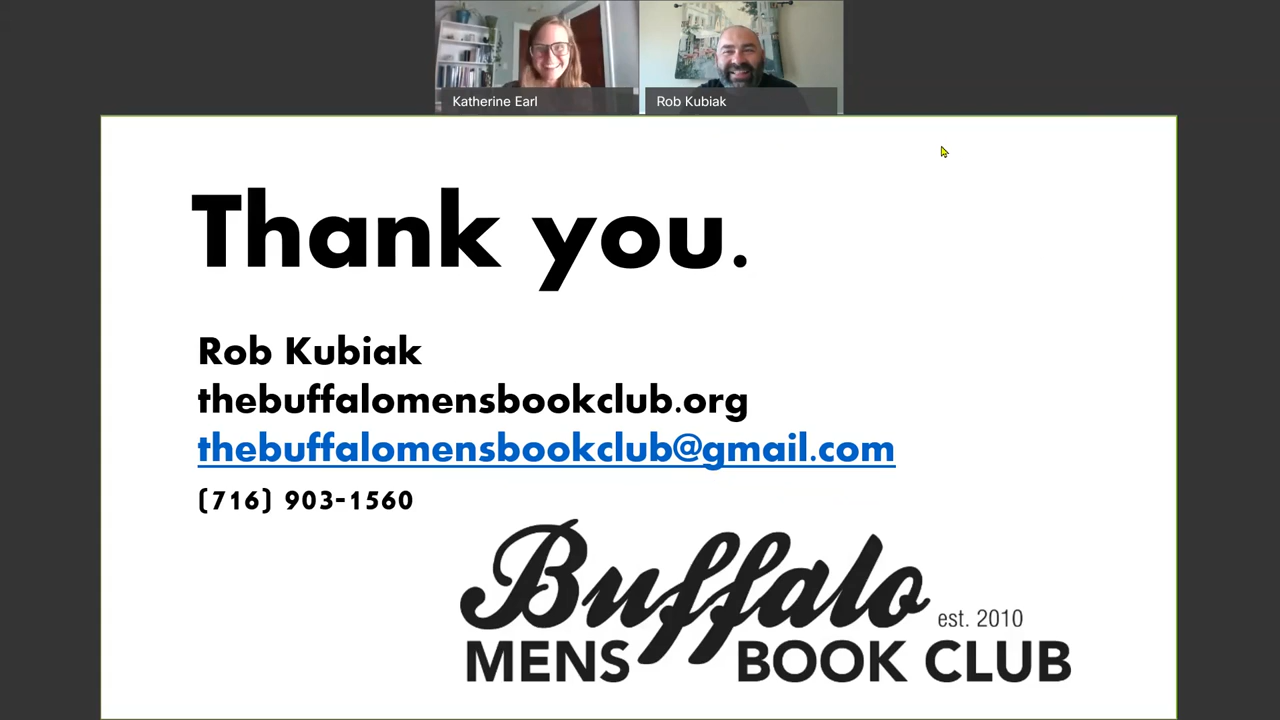 Katherine Earl
Rob Kubiak
Thank you.
Rob Kubiak
thebuffalomensbookclub.org
thebuffalomensbookclub@gmail.com
(716) 903-1560
Buffalo
est. 2010
MENS BOOK CLUB